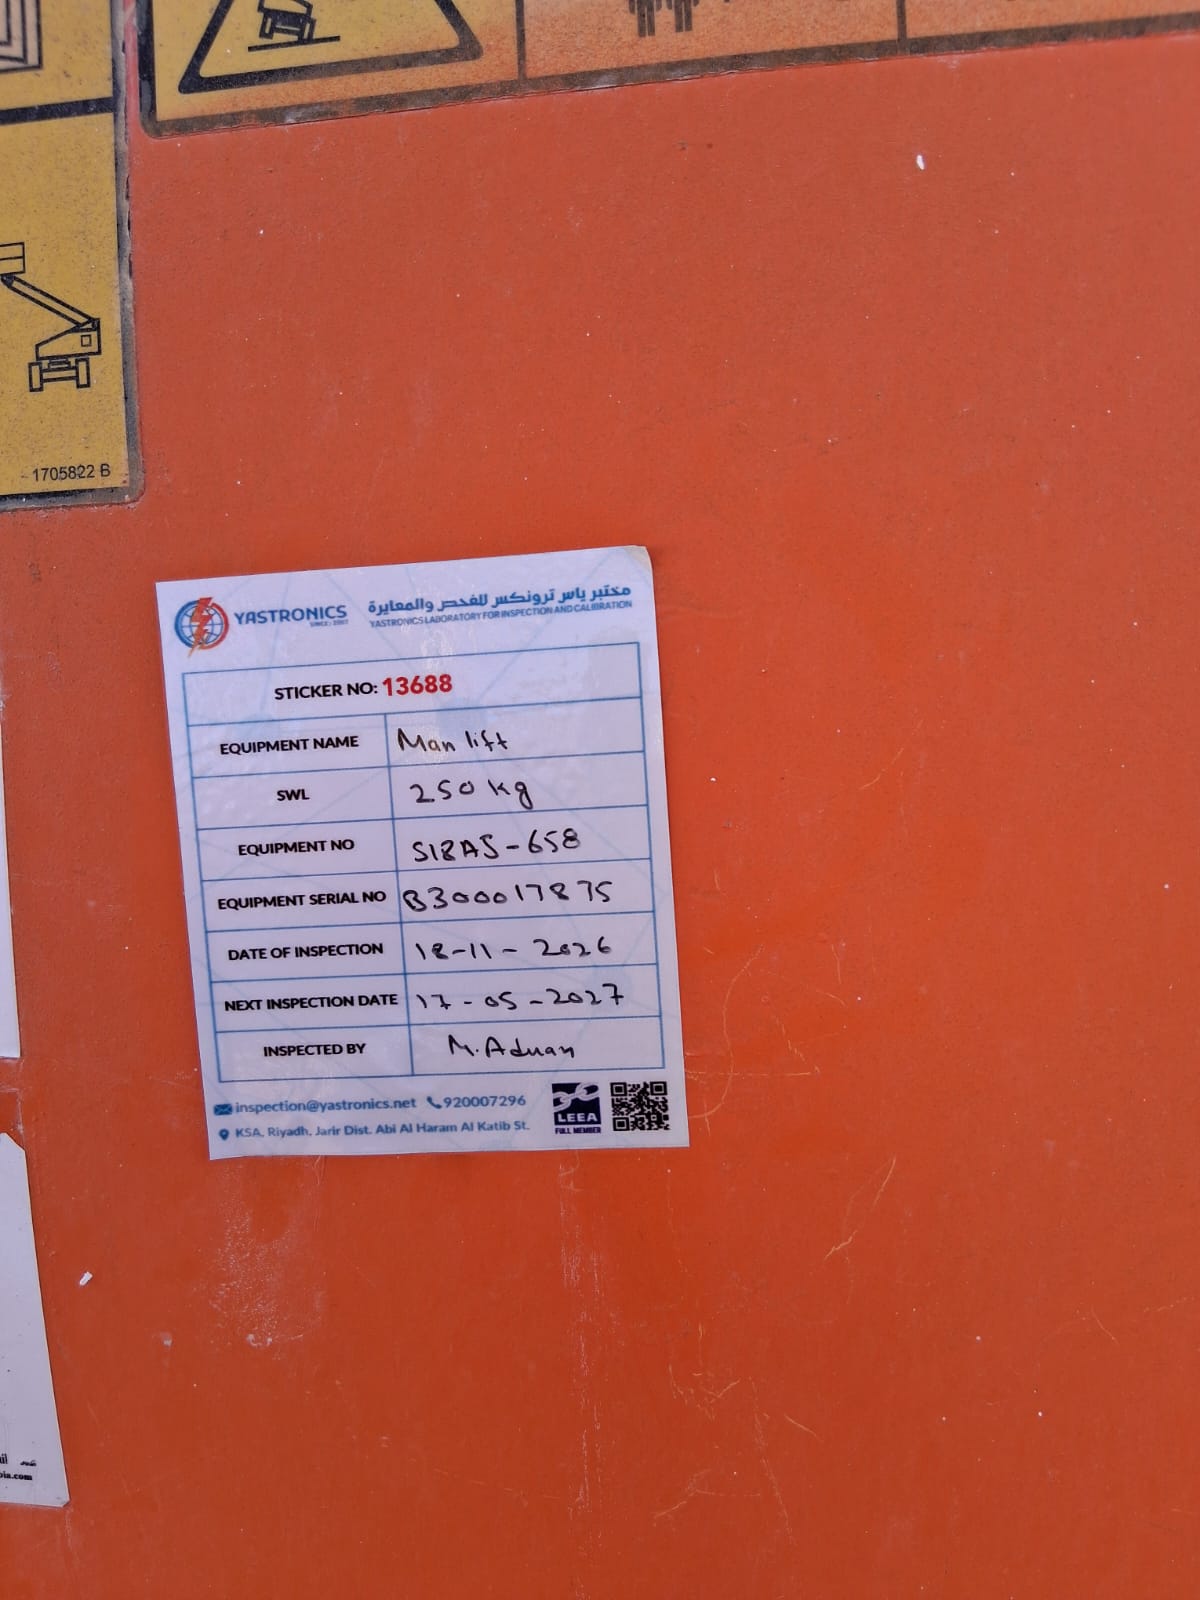 1705822 B
YASTRONICS
SINCE: 2007
مختبر ياس ترونكس للفحص والمعايرة
YASTRONICS LABORATORY FOR INSPECTION AND CALIBRATION
STICKER NO: 13688
EQUIPMENT NAME Man lift
SWL 250 kg
EQUIPMENT NO S18AS-658
EQUIPMENT SERIAL NO B300017875
DATE OF INSPECTION 18-11-2026
NEXT INSPECTION DATE 17-05-2027
INSPECTED BY M. Adnan
inspection@yastronics.net 920007296
KSA, Riyadh, Jarir Dist. Abi Al Haram Al Katib St.
LEEA
FULL MEMBER